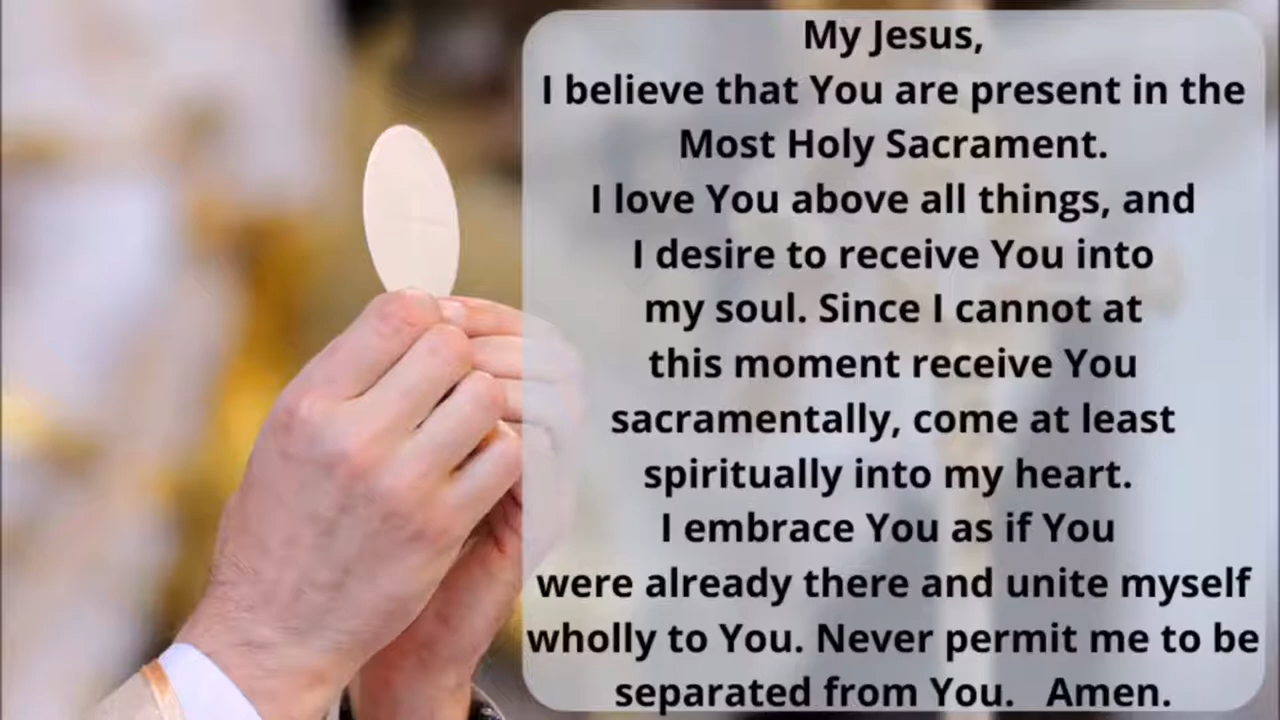 My Jesus,
I believe that You are present in the
Most Holy Sacrament.
I love You above all things, and
I desire to receive You into
my soul. Since I cannot at
this moment receive You
sacramentally, come at least
spiritually into my heart.
I embrace You as if You
were already there and unite myself
wholly to You. Never permit me to be
separated from You. Amen.